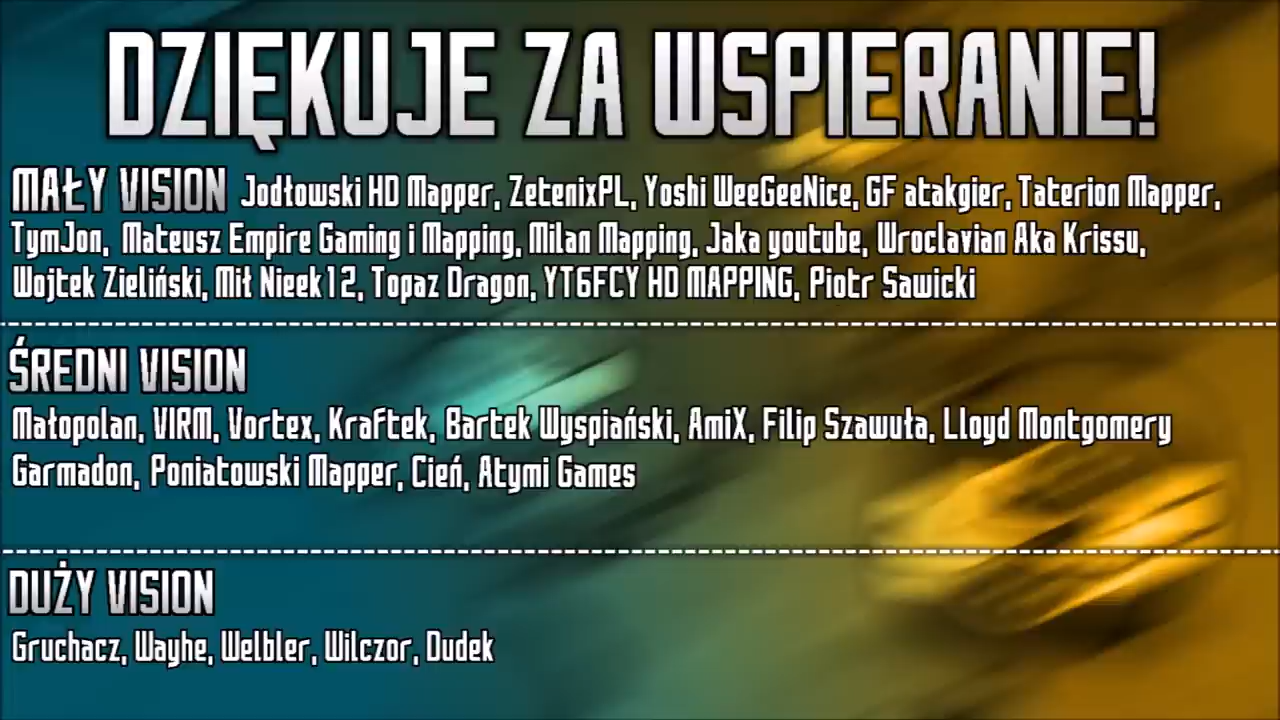 DZIĘKUJE ZA WSPIERANIE!
MAŁY VISION Jodłowski HD Mapper, ZetenixPL, Yoshi WeeGeeNice, GF atakgier, Taterion Mapper,
TymJon, Mateusz Empire Gaming i Mapping, Milan Mapping, Jaka youtube, Wroclavian Aka Krissu,
Wojtek Zieliński, Mił Nieek12, Topaz Dragon, YT6FCY HD MAPPING, Piotr Sawicki
ŚREDNI VISION
Małopolan, VIRM, Vortex, Kraftek, Bartek Wyspiański, AmiX, Filip Szawuła, Lloyd Montgomery
Garmadon, Poniatowski Mapper, Cień, Atymi Games
DUŻY VISION
Gruchacz, Wayhe, Welbler, Wilczor, Dudek